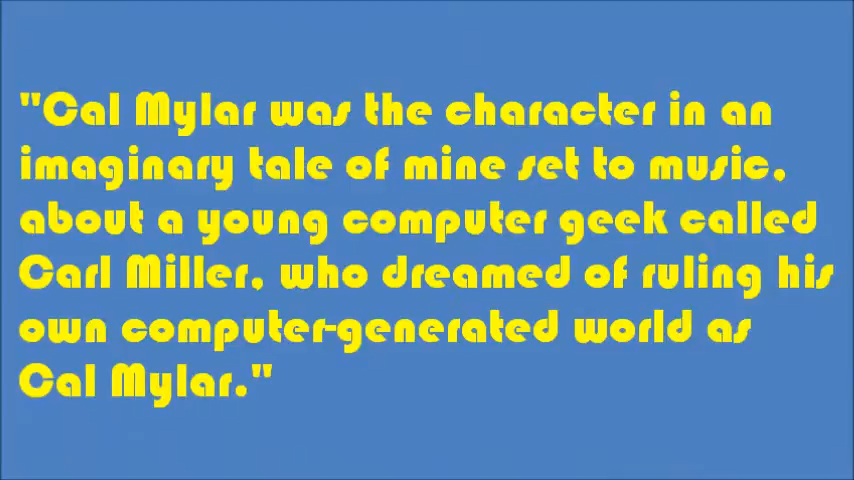 "Cal Mylar was the character in an
imaginary tale of mine set to music,
about a young computer geek called
Carl Miller, who dreamed of ruling his
own computer-generated world as
Cal Mylar."